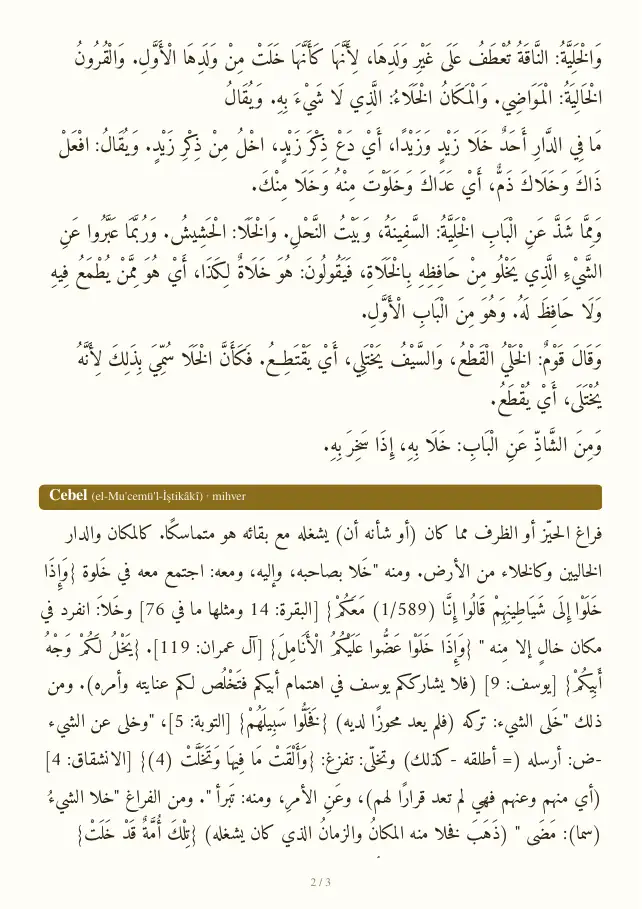 وَالْخَلِيَّةُ: النَّاقَةُ تُعْطَفُ عَلَى غَيْرِ وَلَدِهَا، لِأَنَّهَا كَأَنَّهَا خَلَتْ مِنْ وَلَدِهَا الْأَوَّلِ. وَالْقُرُونُ
الْخَالِيَةُ: الْمَوَاضِي. وَالْمَكَانُ الْخَلَاءُ: الَّذِي لَا شَيْءَ بِهِ. وَيُقَالُ
مَا فِي الدَّارِ أَحَدٌ خَلَا زَيْدٍ وَزَيْدًا، أَيْ دَعْ ذِكْرَ زَيْدٍ، اخْلُ مِنْ ذِكْرِ زَيْدٍ. وَيُقَالُ: افْعَلْ
ذَاكَ وَخَلَاكَ ذَمٌّ، أَيْ عَدَاكَ وَخَلَوْتَ مِنْهُ وَخَلَا مِنْكَ.
وَمِمَّا شَذَّ عَنِ الْبَابِ الْخَلِيَّةُ: السَّفِينَةُ، وَبَيْتُ النَّحْلِ. وَالْخَلَا: الْحَشِيشُ. وَرُبَّمَا عَبَّرُوا عَنِ
الشَّيْءِ الَّذِي يَخْلُو مِنْ حَافِظِهِ بِالْخَلَاةِ، فَيَقُولُونَ: هُوَ خَلَاةٌ لِكَذَا، أَيْ هُوَ مِمَّنْ يُطْمَعُ فِيهِ
وَلَا حَافِظَ لَهُ. وَهُوَ مِنَ الْبَابِ الْأَوَّلِ.
وَقَالَ قَوْمٌ: الْخَلْيُ الْقَطْعُ، وَالسَّيْفُ يَخْتَلِي، أَيْ يَقْتَطِعُ. فَكَأَنَّ الْخَلَا سُمِّيَ بِذَلِكَ لِأَنَّهُ
يُخْتَلَى، أَيْ يُقْطَعُ.
وَمِنَ الشَّاذِّ عَنِ الْبَابِ: خَلَا بِهِ، إِذَا سَخِرَ بِهِ.
Cebel (el-Mu'cemü'l-İştikâkî) · mihver
فراغ الحيّز أو الظرف مما كان (أو شأنه أن) يشغله مع بقائه هو متماسكًا. كالمكان والدار
الخاليين وكالخلاء من الأرض. ومنه "خَلا بصاحبه، وإليه، ومعه: اجتمع معه في خَلوة {وَإِذَا
خَلَوْا إِلَى شَيَاطِينِهِمْ قَالُوا إِنَّا (1/589) مَعَكُمْ} [البقرة: 14 ومثلها ما في 76] وخَلَا: انفرد في
مكان خالٍ إلا مِنه " {وَإِذَا خَلَوْا عَضُّوا عَلَيْكُمُ الْأَنَامِلَ} [آل عمران: 119]. {يَخْلُ لَكُمْ وَجْهُ
أَبِيكُمْ} [يوسف: 9] (فلا يشارككم يوسف في اهتمام أبيكم فتَخْلُص لكم عنايته وأمره). ومن
ذلك "خَلى الشيء: تركه (فلم يعد محوزًا لديه) {فَخَلُّوا سَبِيلَهُمْ} [التوبة: 5]، "وخلى عن الشيء
-ض: أرسله (= أطلقه -كذلك) وتخلّى: تفرغ: {وَأَلْقَتْ مَا فِيهَا وَتَخَلَّتْ (4)} [الانشقاق: 4]
(أي منهم وعنهم فهي لم تعد قرارًا لهم)، وعَنِ الأمرِ، ومنه: تَبرأ ". ومن الفراغ "خلا الشيءُ
(سما): مَضَى " (ذَهَبَ فخلا منه المكانُ والزمانُ الذي كان يشغله) {تِلْكَ أُمَّةٌ قَدْ خَلَتْ}
2 / 3